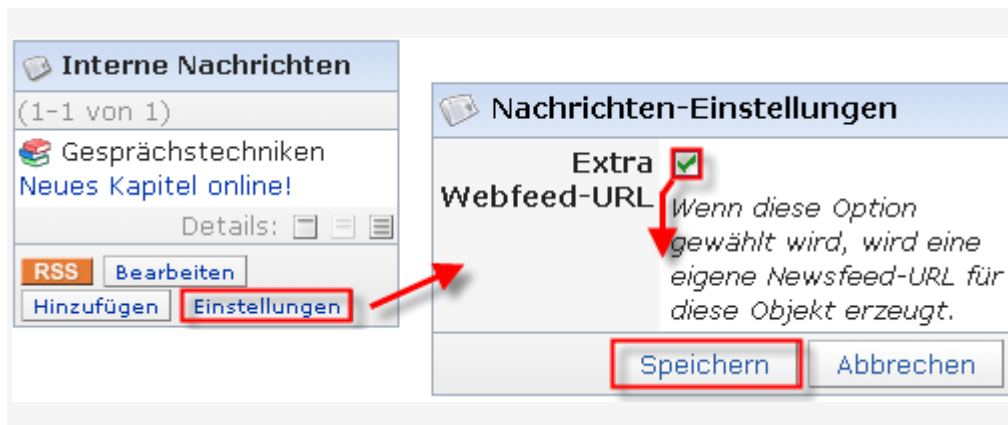 Interne Nachrichten
(1-1 von 1)
Gesprächstechniken
Neues Kapitel online!
Details:
RSS Bearbeiten
Hinzufügen Einstellungen
Nachrichten-Einstellungen
Extra
Webfeed-URL
Wenn diese Option
gewählt wird, wird eine
eigene Newsfeed-URL für
diese Objekt erzeugt.
Speichern Abbrechen